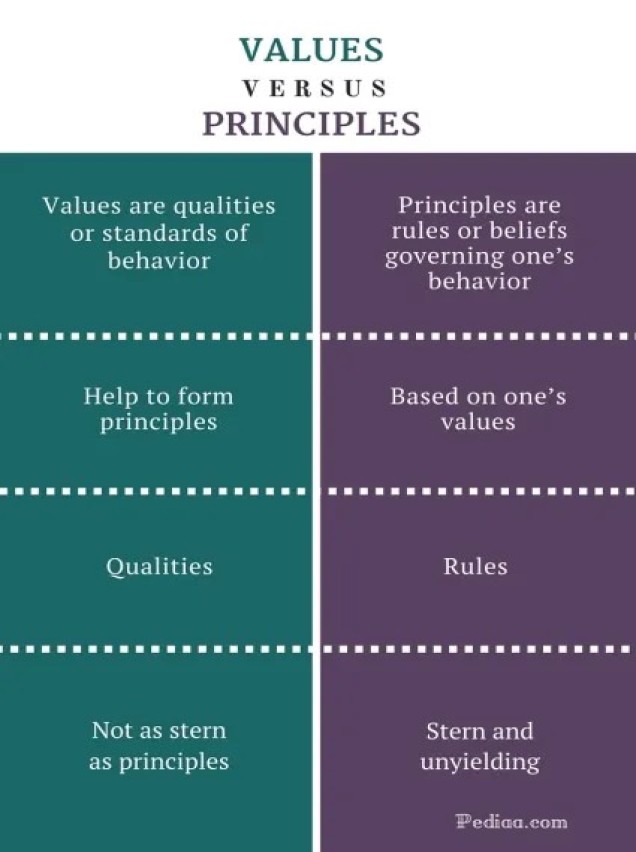 VALUES
VERSUS
PRINCIPLES
Values are qualities
or standards of
behavior
Principles are
rules or beliefs
governing one’s
behavior
Help to form
principles
Based on one’s
values
Qualities
Rules
Not as stern
as principles
Stern and
unyielding
Pediaa.com